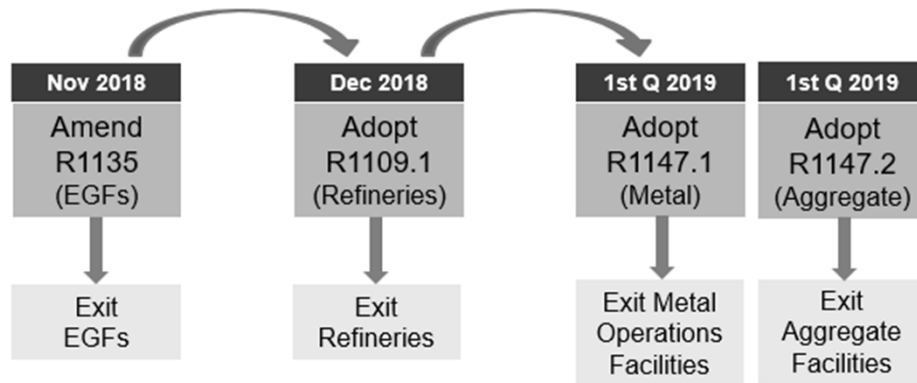 Nov 2018
Amend
R1135
(EGFs)
Exit
EGFs
Dec 2018
Adopt
R1109.1
(Refineries)
Exit
Refineries
1st Q 2019
Adopt
R1147.1
(Metal)
Exit Metal
Operations
Facilities
1st Q 2019
Adopt
R1147.2
(Aggregate)
Exit
Aggregate
Facilities